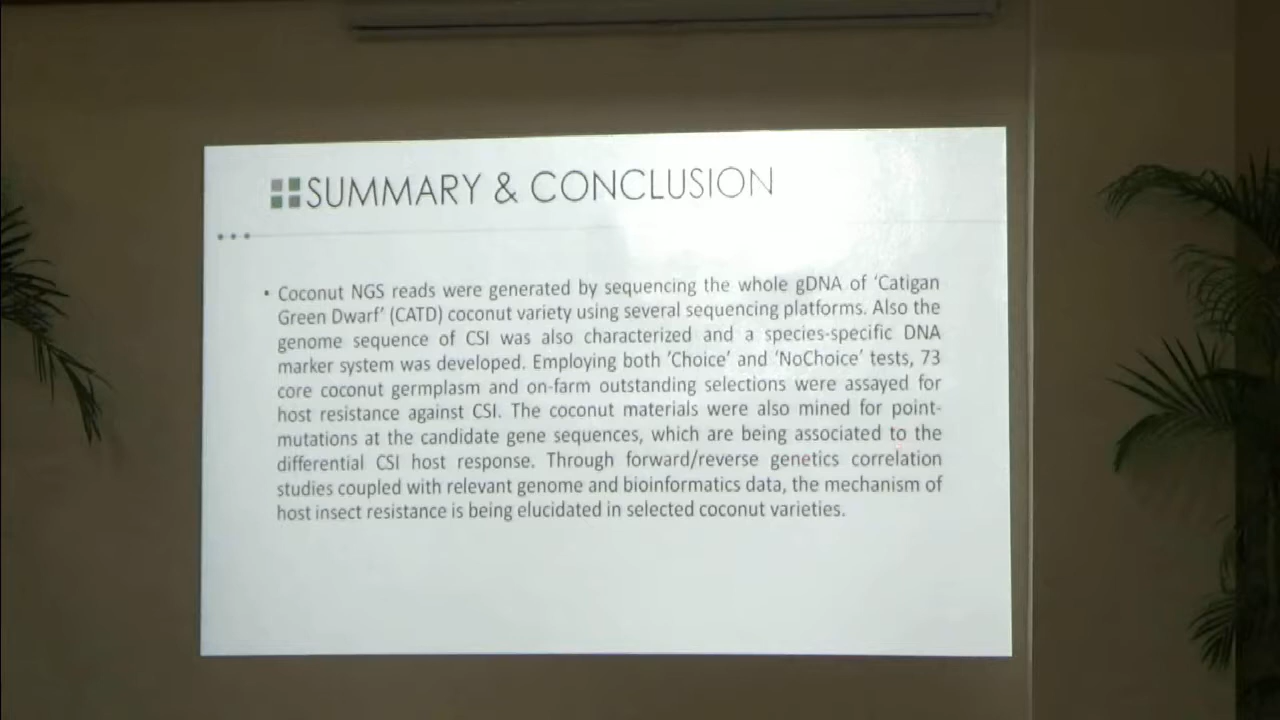 SUMMARY & CONCLUSION
• Coconut NGS reads were generated by sequencing the whole gDNA of ‘Catigan
Green Dwarf’ (CATD) coconut variety using several sequencing platforms. Also the
genome sequence of CSI was also characterized and a species-specific DNA
marker system was developed. Employing both ‘Choice’ and ‘NoChoice’ tests, 73
core coconut germplasm and on-farm outstanding selections were assayed for
host resistance against CSI. The coconut materials were also mined for point-
mutations at the candidate gene sequences, which are being associated to the
differential CSI host response. Through forward/reverse genetics correlation
studies coupled with relevant genome and bioinformatics data, the mechanism of
host insect resistance is being elucidated in selected coconut varieties.